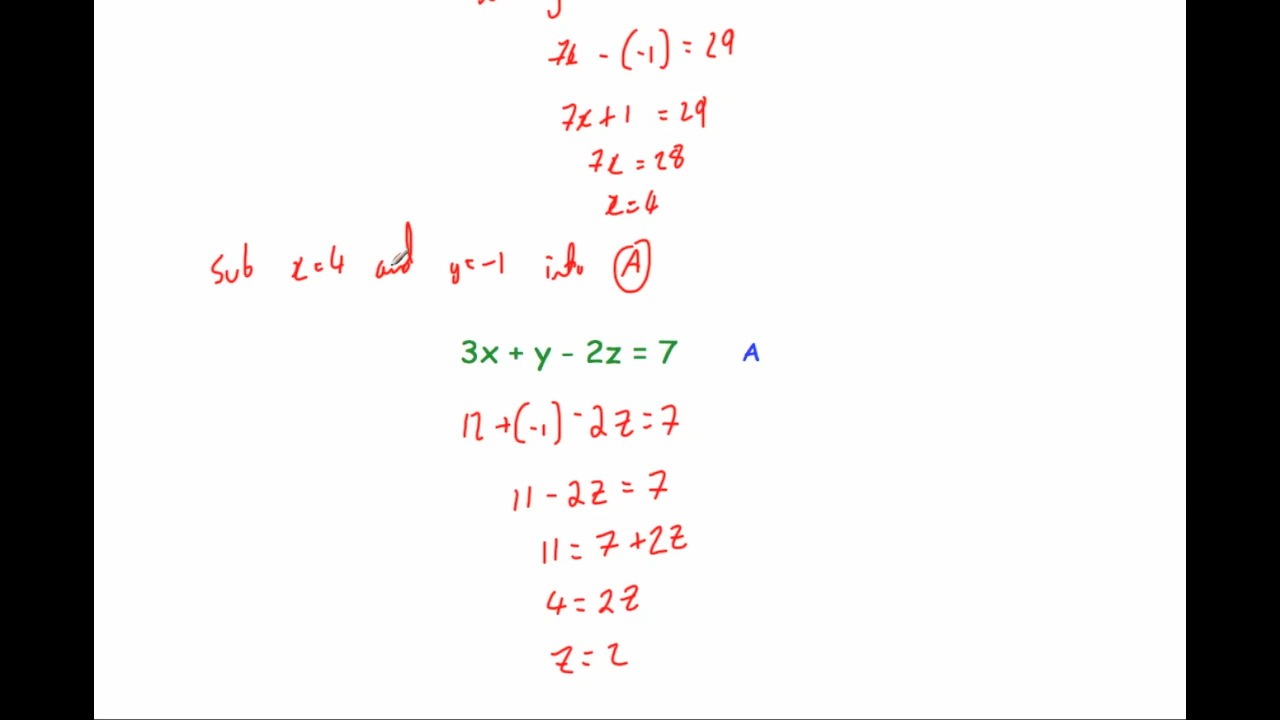 7x - (-1) = 29
7x + 1 = 29
7x = 28
x = 4
Sub x = 4 and y = -1 into A
3x + y - 2z = 7 A
12 + (-1) - 2z = 7
11 - 2z = 7
11 = 7 + 2z
4 = 2z
z = 2